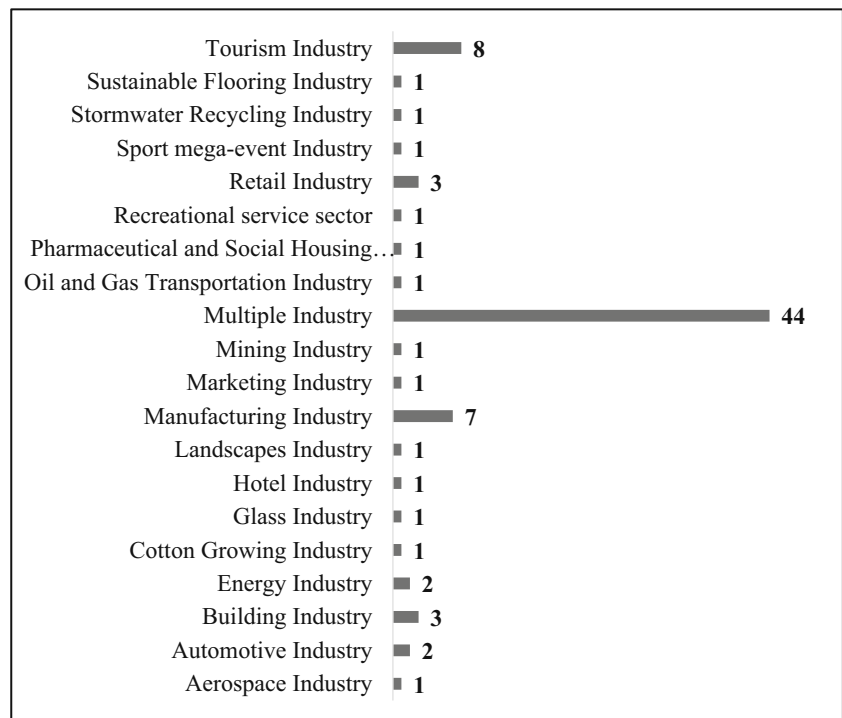 Tourism Industry 8
Sustainable Flooring Industry 1
Stormwater Recycling Industry 1
Sport mega-event Industry 1
Retail Industry 3
Recreational service sector 1
Pharmaceutical and Social Housing… 1
Oil and Gas Transportation Industry 1
Multiple Industry 44
Mining Industry 1
Marketing Industry 1
Manufacturing Industry 7
Landscapes Industry 1
Hotel Industry 1
Glass Industry 1
Cotton Growing Industry 1
Energy Industry 2
Building Industry 3
Automotive Industry 2
Aerospace Industry 1